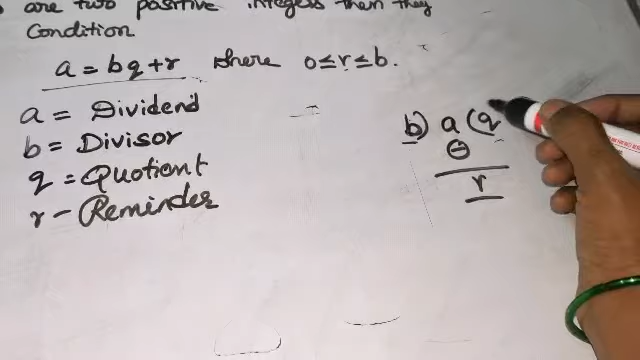 are two positive integers then they
Condition
a = bq + r where 0 ≤ r ≤ b.
a = Dividend
b = Divisor
q = Quotient
r - Reminder
b) a (q
⊖
r